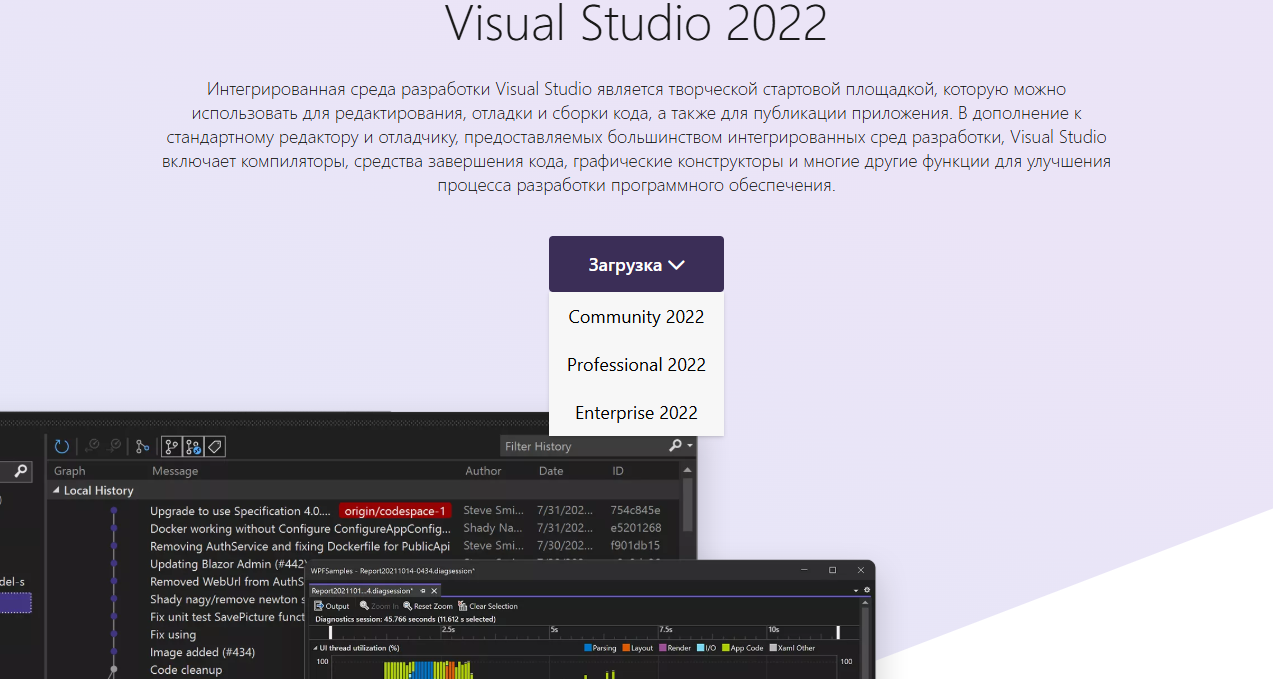 Visual Studio 2022
Интегрированная среда разработки Visual Studio является творческой стартовой площадкой, которую можно
использовать для редактирования, отладки и сборки кода, а также для публикации приложения. В дополнение к
стандартному редактору и отладчику, предоставляемых большинством интегрированных сред разработки, Visual Studio
включает компиляторы, средства завершения кода, графические конструкторы и многие другие функции для улучшения
процесса разработки программного обеспечения.
Загрузка
Community 2022
Professional 2022
Enterprise 2022
Filter History
Graph Message Author Date ID
Local History
Upgrade to use Specification 4.0.... origin/codespace-1 Steve Smi... 7/31/202... 754c845e
Docker working without Configure ConfigureAppConfig... Shady Na... 7/31/202... e5201268
Removing AuthService and fixing Dockerfile for PublicApi Steve Smi... 7/30/202... f901db15
Updating Blazor Admin (#442)
Removed WebUrl from AuthS
del-s
Shady nagy/remove newton s
Fix unit test SavePicture funct
Fix using
Image added (#434)
Code cleanup
WPFSamples - Report20211014-0434.diagsession*
Report2021101...4.diagsession*
Output Zoom In Reset Zoom Clear Selection
Diagnostics session: 45.766 seconds (11.612 s selected)
2.5s 5s 7.5s 10s
UI thread utilization (%) Parsing Layout Render I/O App Code Xaml Other
100 100